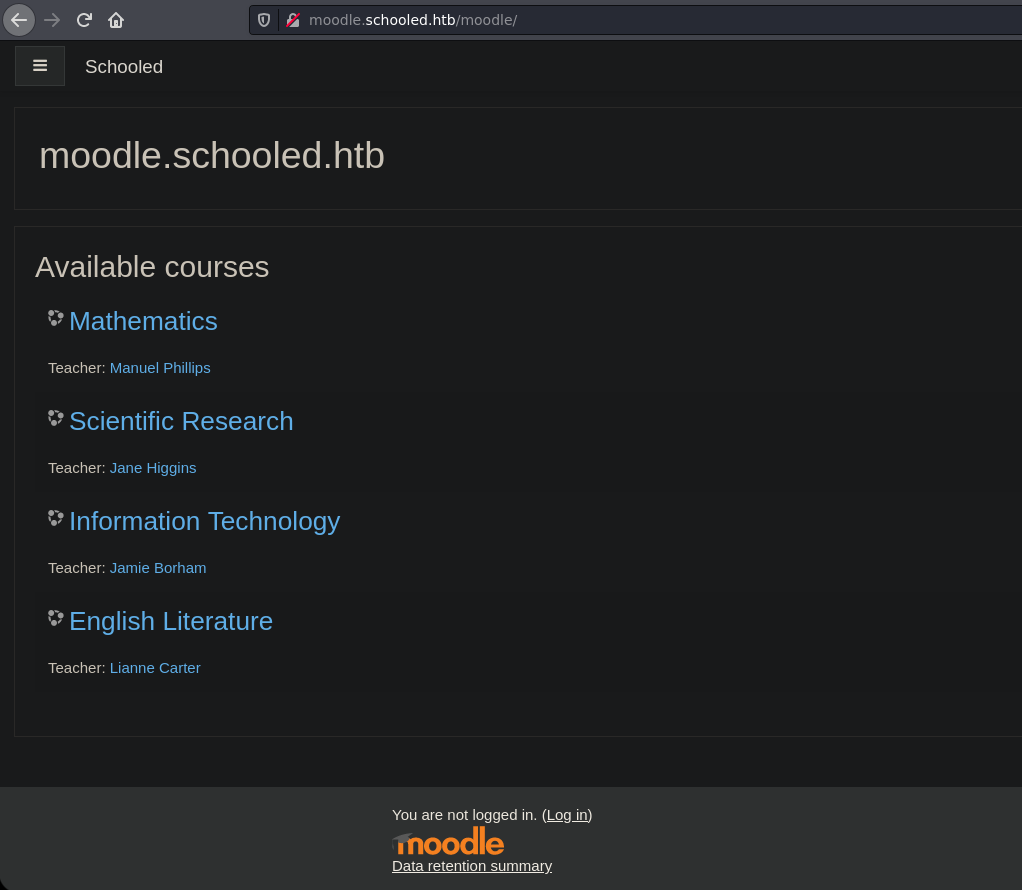 moodle.schooled.htb/moodle/
Schooled
moodle.schooled.htb
Available courses
Mathematics
Teacher: Manuel Phillips
Scientific Research
Teacher: Jane Higgins
Information Technology
Teacher: Jamie Borham
English Literature
Teacher: Lianne Carter
You are not logged in. (Log in)
moodle
Data retention summary